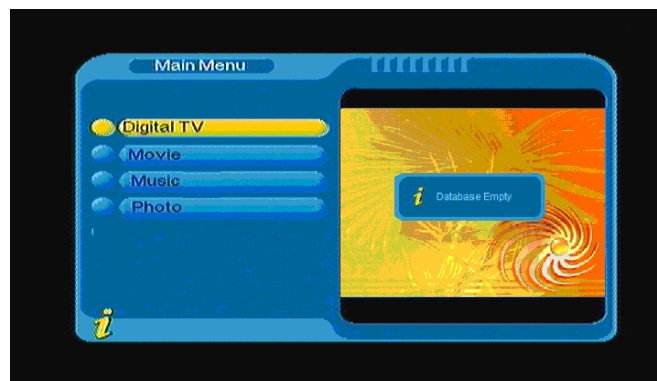 Main Menu
Digital TV
Movie
Music
Photo
i Database Empty
i